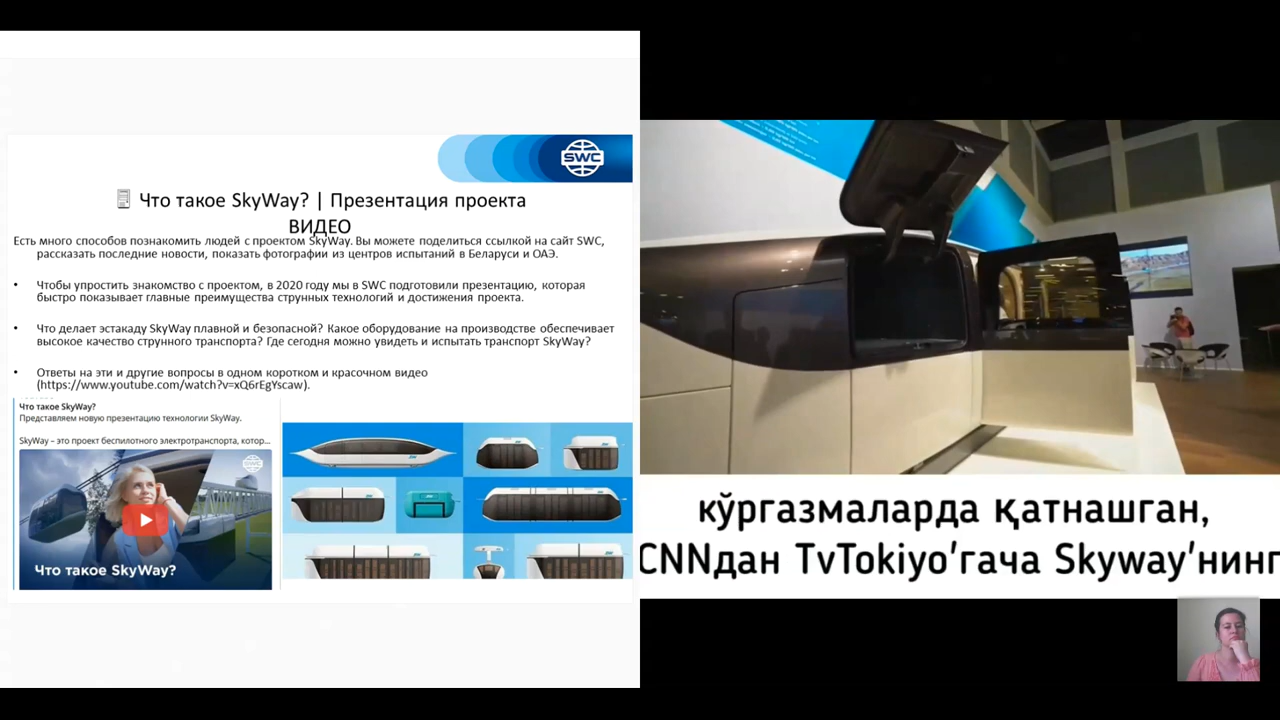 SWC
Что такое SkyWay? | Презентация проекта
ВИДЕО
Есть много способов познакомить людей с проектом SkyWay. Вы можете поделиться ссылкой на сайт SWC,
рассказать последние новости, показать фотографии из центров испытаний в Беларуси и ОАЭ.
• Чтобы упростить знакомство с проектом, в 2020 году мы в SWC подготовили презентацию, которая
быстро показывает главные преимущества струнных технологий и достижения проекта.
• Что делает эстакаду SkyWay плавной и безопасной? Какое оборудование на производстве обеспечивает
высокое качество струнного транспорта? Где сегодня можно увидеть и испытать транспорт SkyWay?
• Ответы на эти и другие вопросы в одном коротком и красочном видео
(https://www.youtube.com/watch?v=xQ6rEgYscaw).
Что такое SkyWay?
Представляем новую презентацию технологии SkyWay.
SkyWay – это проект беспилотного электротранспорта, котор...
SWC
Что такое SkyWay?
кўргазмаларда қатнашган,
CNNдан TvTokiyo'гача Skyway'нинг